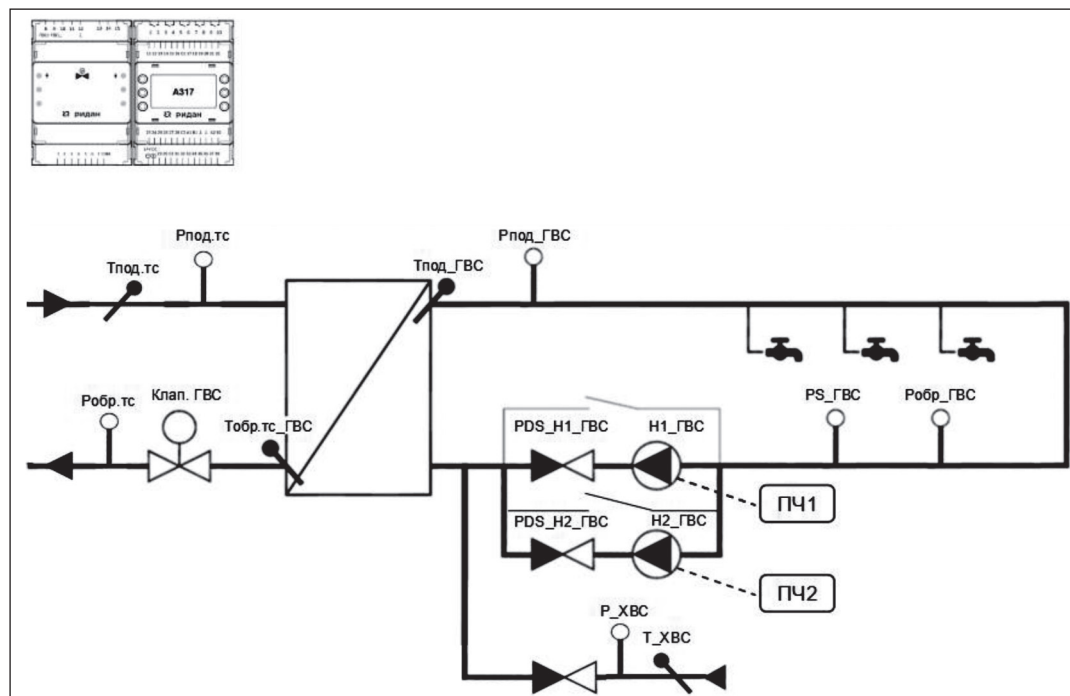 A317
ридан
ридан
Pпод.тс
Pпод_ГВС
Tпод.тс
Tпод_ГВС
Pобр.тс
Клап. ГВС
Tобр.тс_ГВС
PDS_H1_ГВС
H1_ГВС
PS_ГВС
Pобр_ГВС
ПЧ1
PDS_H2_ГВС
H2_ГВС
ПЧ2
P_ХВС
T_ХВС